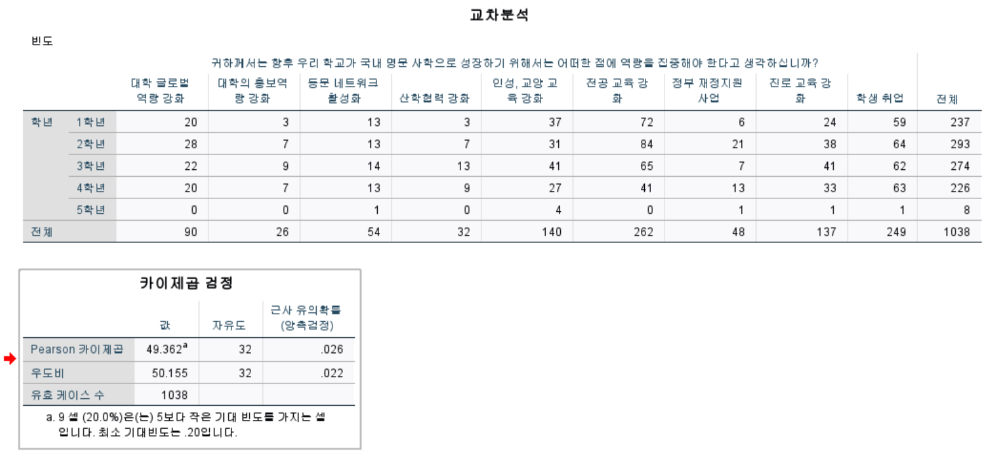 교차분석
빈도
귀하께서는 향후 우리 학교가 국내 명문 사학으로 성장하기 위해서는 어떠한 점에 역량을 집중해야 한다고 생각하십니까?
대학 글로벌 역량 강화 대학의 홍보역량 강화 동문 네트워크 활성화 산학협력 강화 인성, 교양 교육 강화 전공 교육 강화 정부 재정지원 사업 진로 교육 강화 학생 취업 전체
학년 1학년 20 3 13 3 37 72 6 24 59 237
2학년 28 7 13 7 31 84 21 38 64 293
3학년 22 9 14 13 41 65 7 41 62 274
4학년 20 7 13 9 27 41 13 33 63 226
5학년 0 0 1 0 4 0 1 1 1 8
전체 90 26 54 32 140 262 48 137 249 1038
카이제곱 검정
값 자유도 근사 유의확률 (양측검정)
Pearson 카이제곱 49.362a 32 .026
우도비 50.155 32 .022
유효 케이스 수 1038
a. 9 셀 (20.0%)은(는) 5보다 작은 기대 빈도를 가지는 셀
입니다. 최소 기대빈도는 .20입니다.